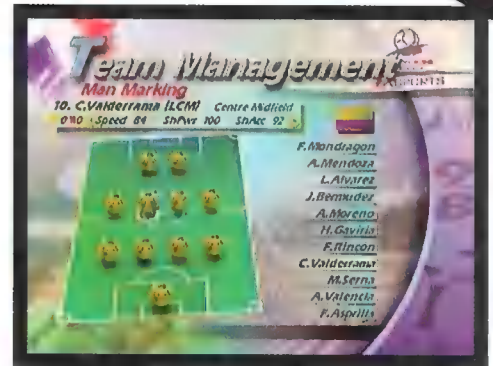 Team Management
Man Marking
SPORTS
10. C.Valderrama (LCM) Centre Midfield
Speed 84 ShPwr 100 ShAcc 92
F.Mondragon
A.Mendoza
L.Alvarez
J.Bermudez
A.Moreno
H.Gaviria
F.Rincon
C.Valderrama
M.Serna
A.Valencia
F.Asprilla